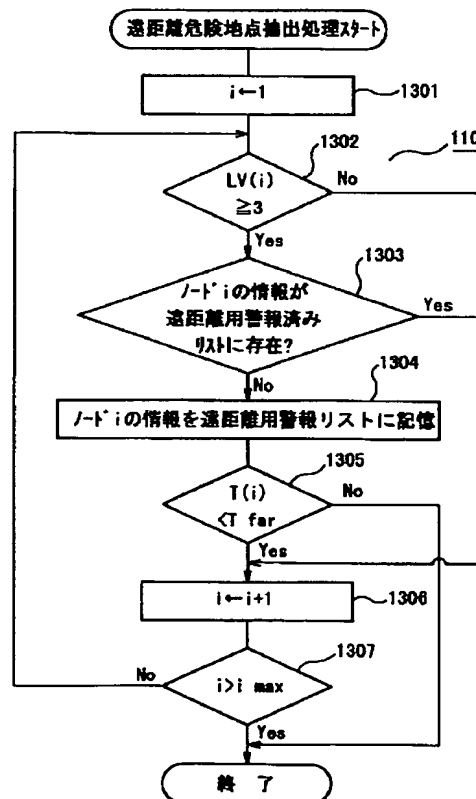 遠距離危険地点抽出処理スタート
i←1
1301
1302
110
LV(i)
≧3
No
Yes
1303
ノードiの情報が
遠距離用警報済み
リストに存在?
Yes
No
1304
ノードiの情報を遠距離用警報リストに記憶
1305
T(i)
<T far
No
Yes
i←i+1
1306
1307
No
i>i max
Yes
終 了